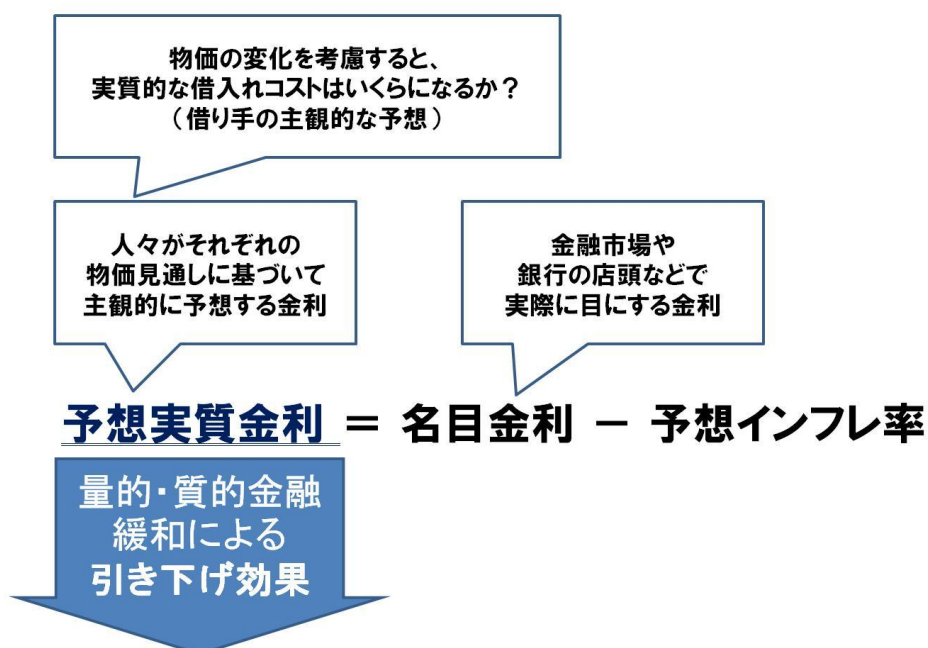 物価の変化を考慮すると、
実質的な借入れコストはいくらになるか？
（借り手の主観的な予想）
人々がそれぞれの
物価見通しに基づいて
主観的に予想する金利
金融市場や
銀行の店頭などで
実際に目にする金利
予想実質金利 ＝ 名目金利 － 予想インフレ率
量的・質的金融
緩和による
引き下げ効果